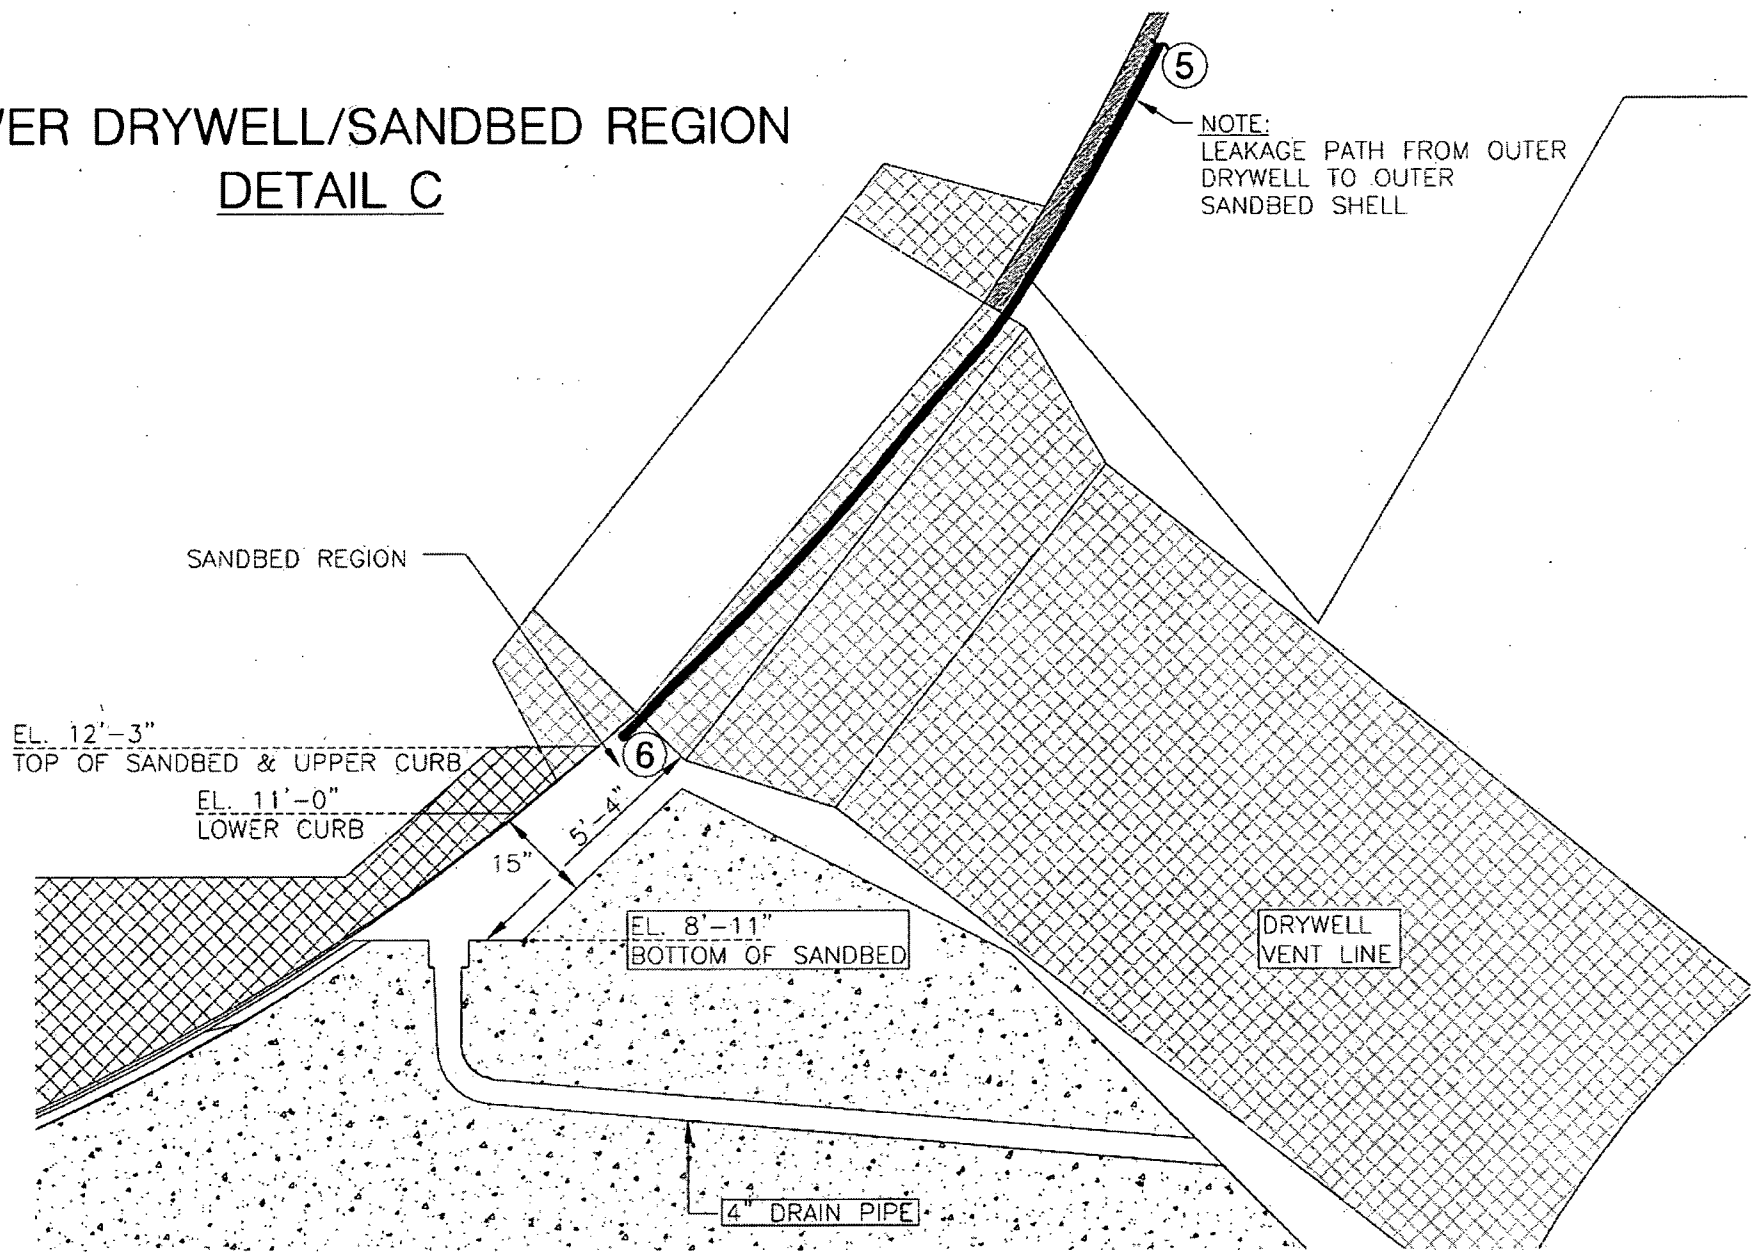 VER DRYWELL/SANDBED REGION
DETAIL C
5
NOTE:
LEAKAGE PATH FROM OUTER
DRYWELL TO OUTER
SANDBED SHELL
SANDBED REGION
EL. 12'-3"
TOP OF SANDBED & UPPER CURB
6
EL. 11'-0"
LOWER CURB
5'-4"
15"
EL. 8'-11"
BOTTOM OF SANDBED
DRYWELL
VENT LINE
4" DRAIN PIPE